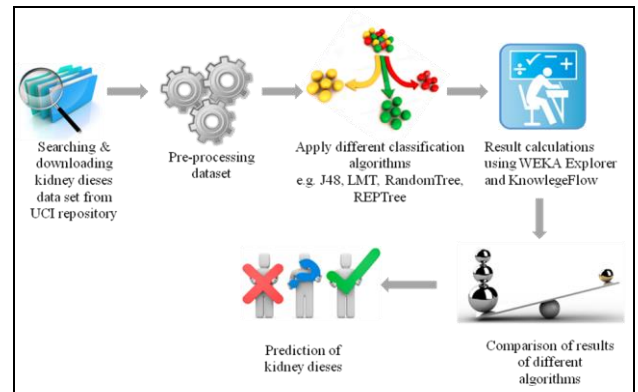 Searching &
downloading
kidney dieses
data set from
UCI repository
Pre-processing
dataset
Apply different classification
algorithms
e.g. J48, LMT, RandomTree,
REPTree
Result calculations
using WEKA Explorer
and KnowlegeFlow
Comparison of results
of different
algorithms
Prediction of
kidney dieses